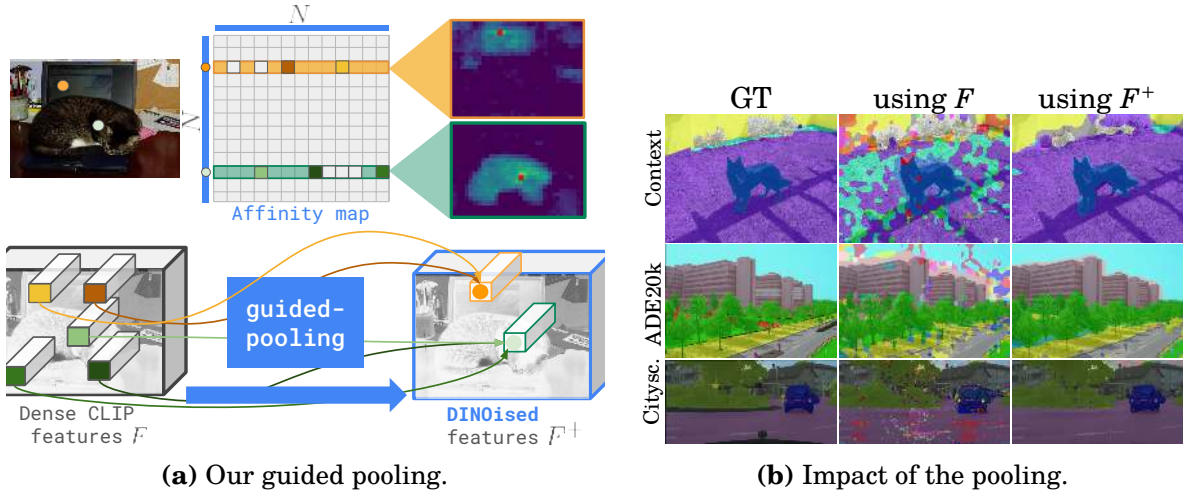 N
N
Affinity map
guided-
pooling
Dense CLIP
features F
DINOised
features F⁺
(a) Our guided pooling.
GT
using F
using F⁺
Context
ADE20k
Citysc.
(b) Impact of the pooling.